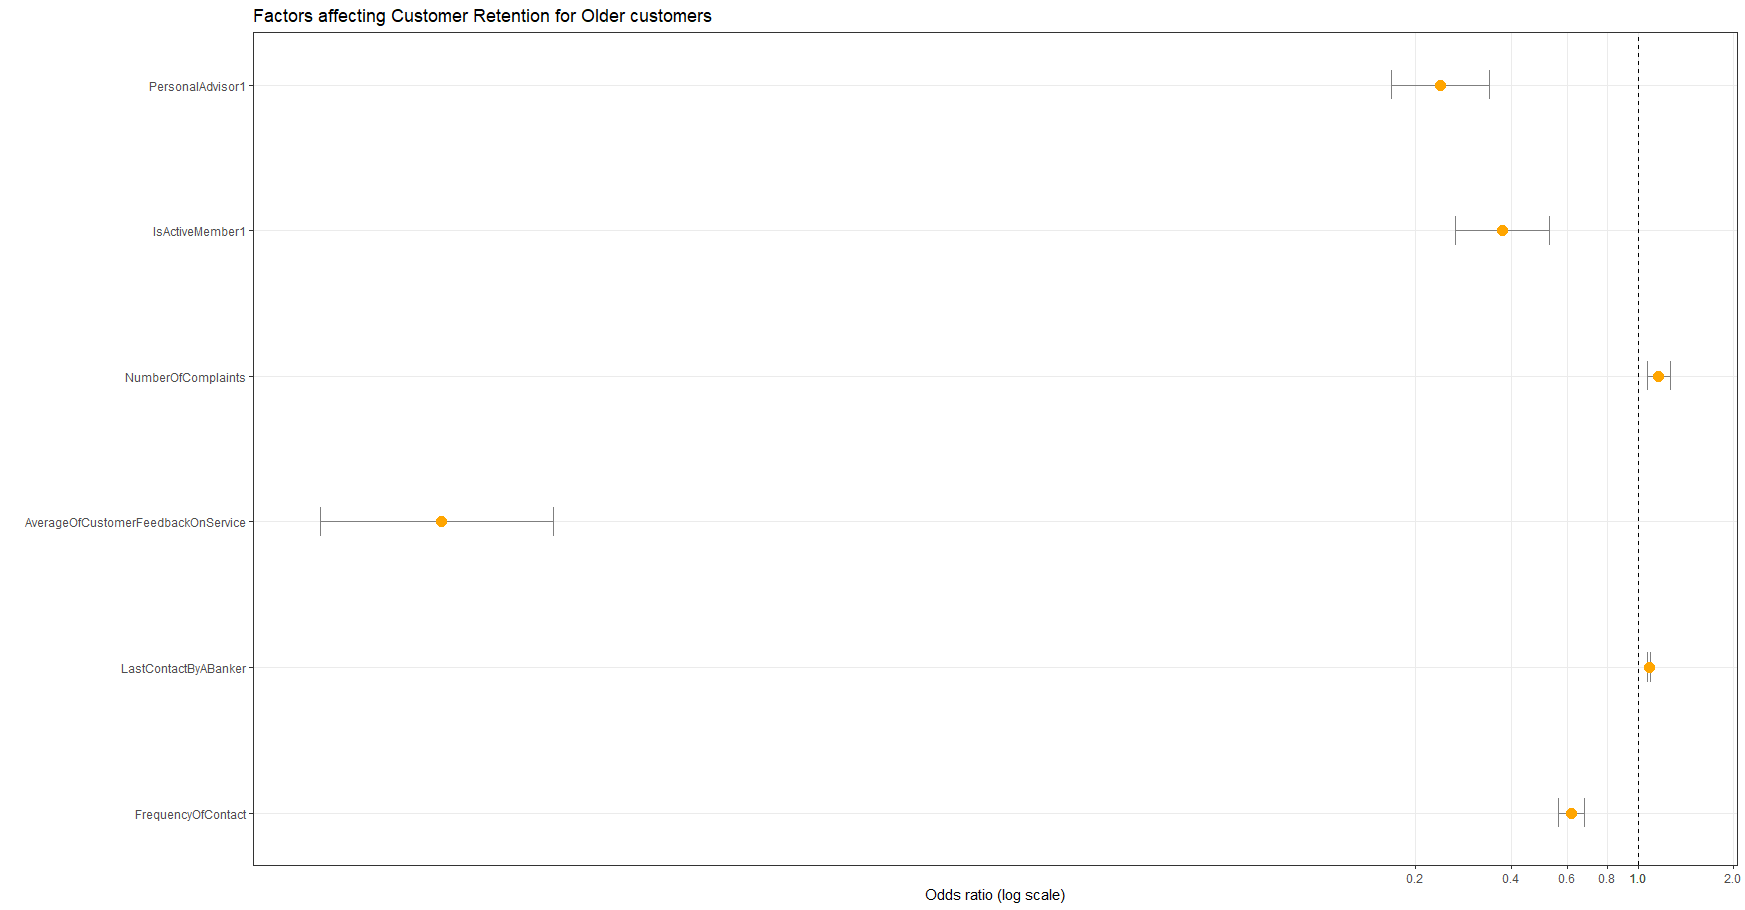 Factors affecting Customer Retention for Older customers
PersonalAdvisor1
IsActiveMember1
NumberOfComplaints
AverageOfCustomerFeedbackOnService
LastContactByABanker
FrequencyOfContact
0.2 0.4 0.6 0.8 1.0 2.0
Odds ratio (log scale)